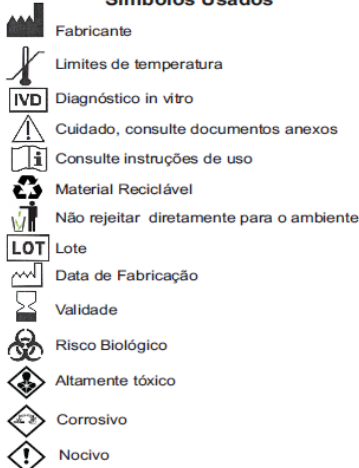 Símbolos Usados
Fabricante
Limites de temperatura
IVD Diagnóstico in vitro
Cuidado, consulte documentos anexos
i Consulte instruções de uso
Material Reciclável
Não rejeitar diretamente para o ambiente
LOT Lote
Data de Fabricação
Validade
Risco Biológico
Altamente tóxico
Corrosivo
Nocivo